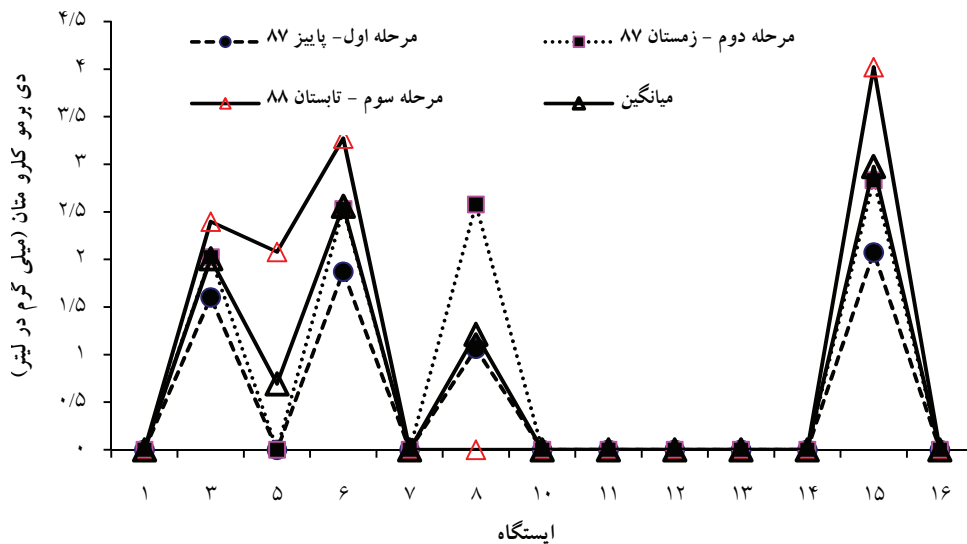 مرحله اول- پاییز ۸۷
مرحله دوم - زمستان ۸۷
مرحله سوم - تابستان ۸۸
میانگین
دی برمو کلرو متان (میلی گرم در لیتر)
۴/۵
۴
۳/۵
۳
۲/۵
۲
۱/۵
۱
۰/۵
۰
۱ ۳ ۵ ۶ ۷ ۸ ۱۰ ۱۱ ۱۲ ۱۳ ۱۴ ۱۵ ۱۶
ایستگاه